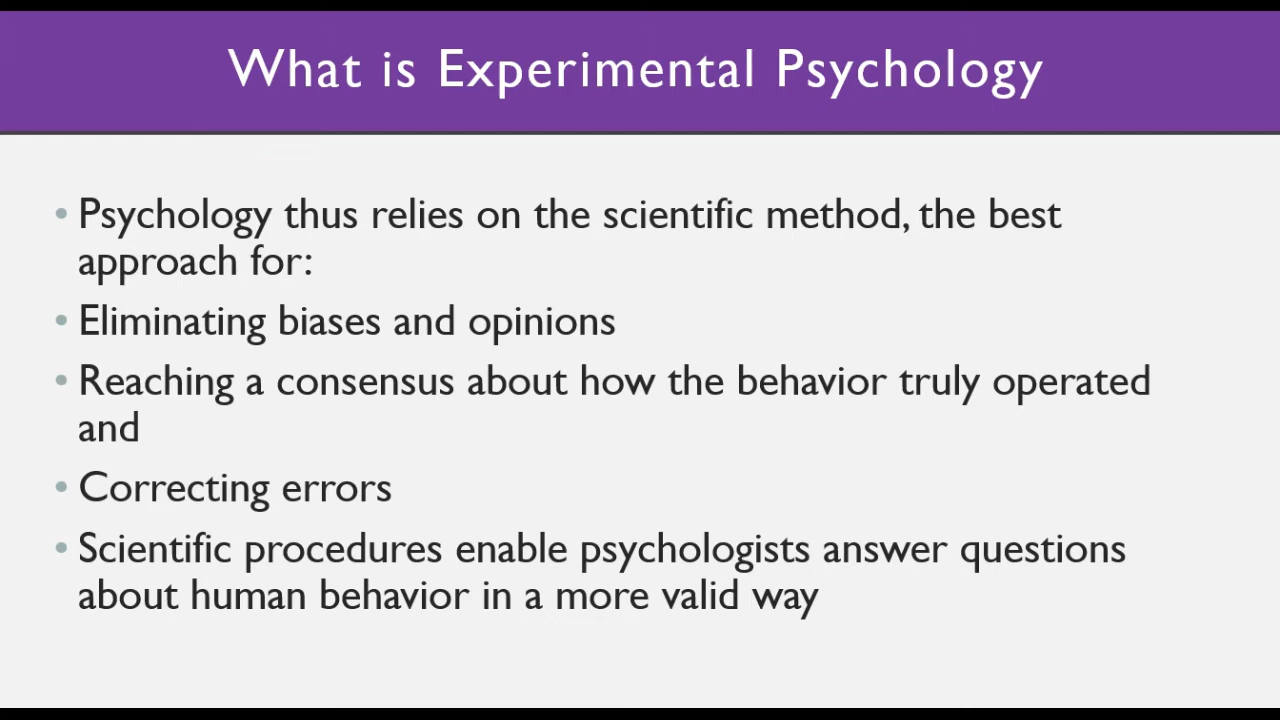 What is Experimental Psychology
• Psychology thus relies on the scientific method, the best
approach for:
• Eliminating biases and opinions
• Reaching a consensus about how the behavior truly operated
and
• Correcting errors
• Scientific procedures enable psychologists answer questions
about human behavior in a more valid way